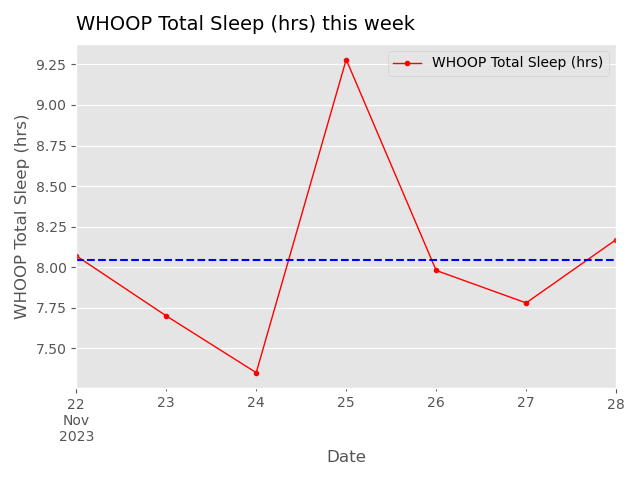 WHOOP Total Sleep (hrs) this week
WHOOP Total Sleep (hrs)
WHOOP Total Sleep (hrs)
9.25
9.00
8.75
8.50
8.25
8.00
7.75
7.50
22 23 24 25 26 27 28
Nov
2023
Date